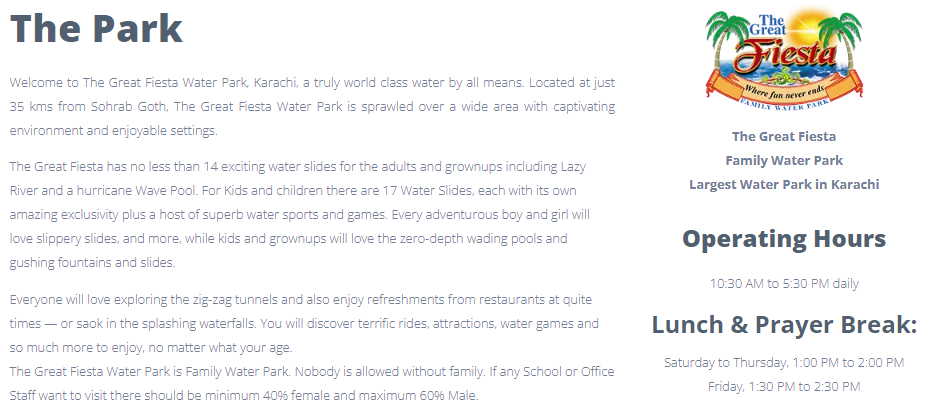 The Park
Welcome to The Great Fiesta Water Park, Karachi, a truly world class water by all means. Located at just
35 kms from Sohrab Goth, The Great Fiesta Water Park is sprawled over a wide area with captivating
environment and enjoyable settings.
The Great Fiesta has no less than 14 exciting water slides for the adults and grownups including Lazy
River and a hurricane Wave Pool. For Kids and children there are 17 Water Slides, each with its own
amazing exclusivity plus a host of superb water sports and games. Every adventurous boy and girl will
love slippery slides, and more, while kids and grownups will love the zero-depth wading pools and
gushing fountains and slides.
Everyone will love exploring the zig-zag tunnels and also enjoy refreshments from restaurants at quite
times — or saok in the splashing waterfalls. You will discover terrific rides, attractions, water games and
so much more to enjoy, no matter what your age.
The Great Fiesta Water Park is Family Water Park. Nobody is allowed without family. If any School or Office
Staff want to visit there should be minimum 40% female and maximum 60% Male.
The
Great
Fiesta
Where fun never ends
FAMILY WATER PARK
The Great Fiesta
Family Water Park
Largest Water Park in Karachi
Operating Hours
10:30 AM to 5:30 PM daily
Lunch & Prayer Break:
Saturday to Thursday, 1:00 PM to 2:00 PM
Friday, 1:30 PM to 2:30 PM